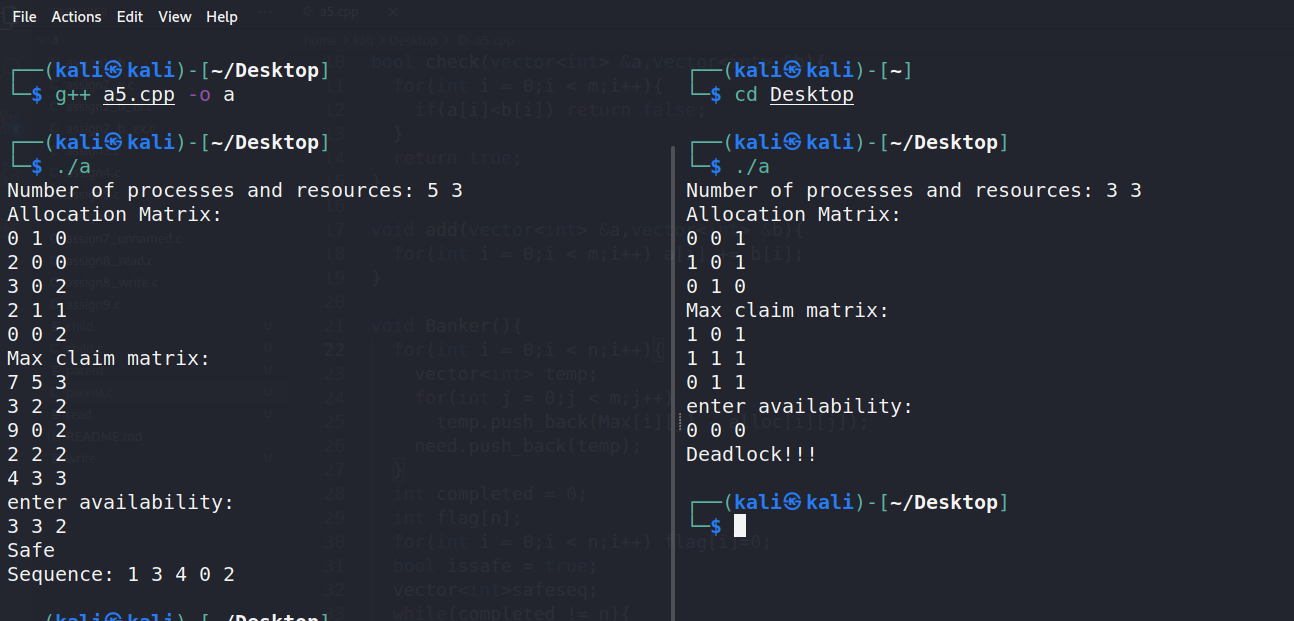 File Actions Edit View Help
┌──(kali㉿kali)-[~/Desktop]
└─$ g++ a5.cpp -o a
┌──(kali㉿kali)-[~/Desktop]
└─$ ./a
Number of processes and resources: 5 3
Allocation Matrix:
0 1 0
2 0 0
3 0 2
2 1 1
0 0 2
Max claim matrix:
7 5 3
3 2 2
9 0 2
2 2 2
4 3 3
enter availability:
3 3 2
Safe
Sequence: 1 3 4 0 2
(kali㉿kali)-[~/Desktop]
┌──(kali㉿kali)-[~]
└─$ cd Desktop
┌──(kali㉿kali)-[~/Desktop]
└─$ ./a
Number of processes and resources: 3 3
Allocation Matrix:
0 0 1
1 0 1
0 1 0
Max claim matrix:
1 0 1
1 1 1
0 1 1
enter availability:
0 0 0
Deadlock!!!
┌──(kali㉿kali)-[~/Desktop]
└─$